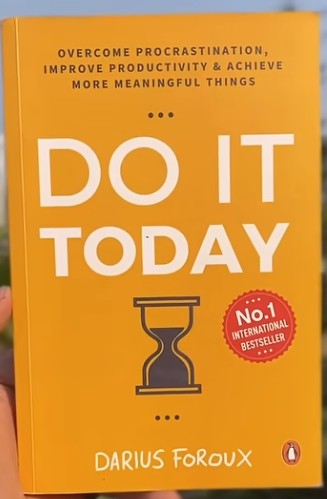 OVERCOME PROCRASTINATION,
IMPROVE PRODUCTIVITY & ACHIEVE
MORE MEANINGFUL THINGS
DO IT
TODAY
No.1
INTERNATIONAL
BESTSELLER
DARIUS FOROUX